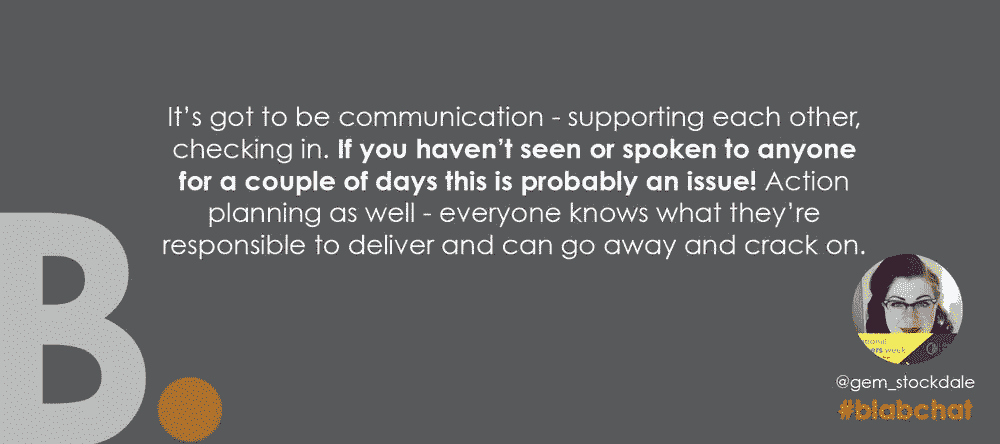 It's got to be communication - supporting each other,
checking in. If you haven't seen or spoken to anyone
for a couple of days this is probably an issue! Action
planning as well - everyone knows what they're
responsible to deliver and can go away and crack on.
B.
week
@gem_stockdale
#blabchat